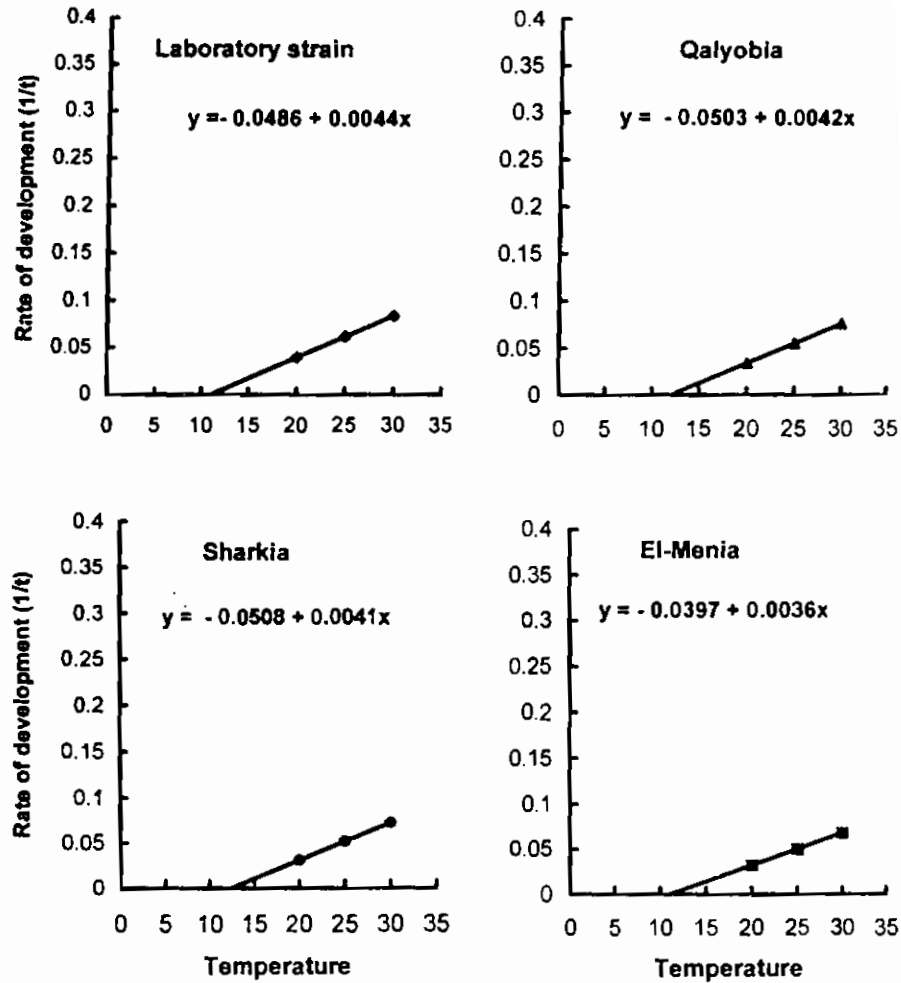 Laboratory strain
y =- 0.0486 + 0.0044x
Rate of development (1/t)
0.4
0.35
0.3
0.25
0.2
0.15
0.1
0.05
0
0 5 10 15 20 25 30 35
Qalyobia
y = - 0.0503 + 0.0042x
0.4
0.35
0.3
0.25
0.2
0.15
0.1
0.05
0
0 5 10 15 20 25 30 35
Sharkia
y = - 0.0508 + 0.0041x
Rate of development (1/t)
0.4
0.35
0.3
0.25
0.2
0.15
0.1
0.05
0
0 5 10 15 20 25 30 35
Temperature
El-Menia
y = - 0.0397 + 0.0036x
0.4
0.35
0.3
0.25
0.2
0.15
0.1
0.05
0
0 5 10 15 20 25 30 35
Temperature